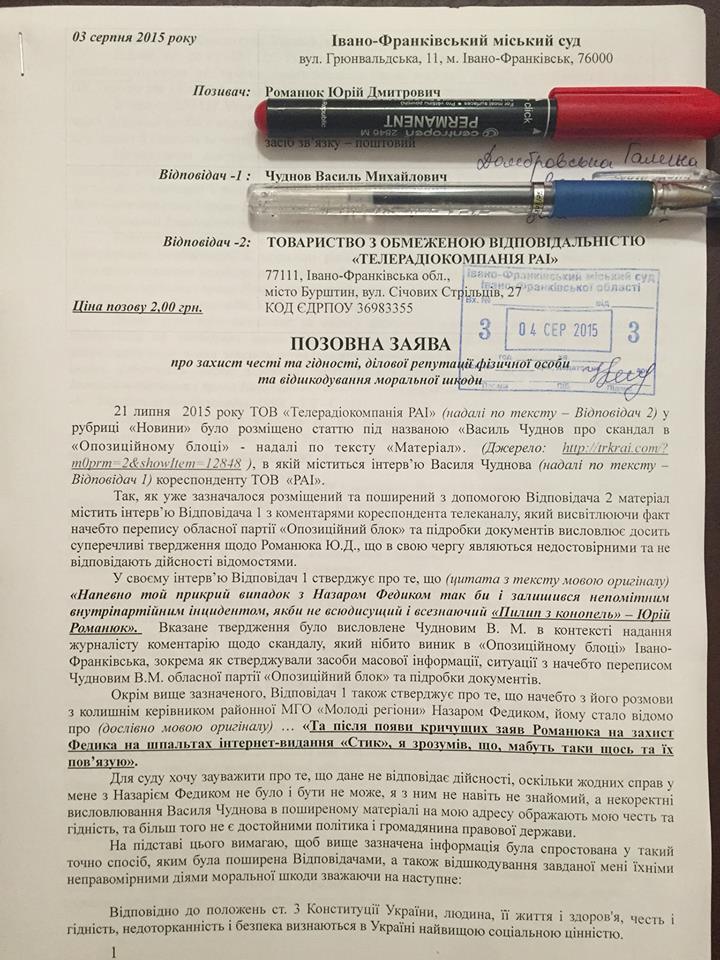 03 серпня 2015 року
Івано-Франківський міський суд
вул. Грюнвальдська, 11, м. Івано-Франківськ, 76000
Позивач: Романюк Юрій Дмитрович
click
For most surfaces
centropen 2846 M
PERMANENT
засіб зв'язку – поштовий
Домбровська Галина
Відповідач -1 : Чуднов Василь Михайлович
Відповідач -2: ТОВАРИСТВО З ОБМЕЖЕНОЮ ВІДПОВІДАЛЬНІСТЮ
«ТЕЛЕРАДІОКОМПАНІЯ РАІ»
77111, Івано-Франківська обл.,
місто Бурштин, вул. Січових Стрільців, 27
Ціна позову 2,00 грн. КОД ЄДРПОУ 36983355
Івано-Франківський міський суд
Івано-Франківської області
Вх. № від
3 04 СЕР 2015 3
ПОЗОВНА ЗАЯВА
про захист честі та гідності, ділової репутації фізичної особи
та відшкодування моральної шкоди
21 липня 2015 року ТОВ «Телерадіокомпанія РАІ» (надалі по тексту – Відповідач 2) у
рубриці «Новини» було розміщено статтю під назвою «Василь Чуднов про скандал в
«Опозиційному блоці» - надалі по тексту «Матеріал». (Джерело: http://trkrai.com/?
m0prm=2&showItem=12848 ), в якій міститься інтерв'ю Василя Чуднова (надалі по тексту –
Відповідач 1) кореспонденту ТОВ «РАІ».
Так, як уже зазначалося розміщений та поширений з допомогою Відповідача 2 матеріал
містить інтерв'ю Відповідача 1 з коментарями кореспондента телеканалу, який висвітлюючи факт
начебто перепису обласної партії «Опозиційний блок» та підробки документів висловлює досить
суперечливі твердження щодо Романюка Ю.Д., що в свою чергу являються недостовірними та не
відповідають дійсності відомостями.
У своєму інтерв'ю Відповідач 1 стверджує про те, що (цитата з тексту мовою оригіналу)
«Напевно той прикрий випадок з Назаром Федиком так би і залишився непомітним
внутріпартійним інцидентом, якби не всюдисущий і всезнаючий «Пилип з конопель» – Юрій
Романюк». Вказане твердження було висловлене Чудновим В. М. в контексті надання
журналісту коментарію щодо скандалу, який нібито виник в «Опозиційному блоці» Івано-
Франківська, зокрема як стверджували засоби масової інформації, ситуації з начебто переписом
Чудновим В.М. обласної партії «Опозиційний блок» та підробки документів.
Окрім вище зазначеного, Відповідач 1 також стверджує про те, що начебто з його розмови
з колишнім керівником районної МГО «Молоді регіони» Назаром Федиком, йому стало відомо
про (дослівно мовою оригіналу) … «Та після появи кричущих заяв Романюка на захист
Федика на шпальтах інтернет-видання «Стик», я зрозумів, що, мабуть таки щось та їх
пов'язую».
Для суду хочу зауважити про те, що дане не відповідає дійсності, оскільки жодних справ у
мене з Назарієм Федиком не було і бути не може, я з ним не навіть не знайомий, а некоректні
висловлювання Василя Чуднова в поширеному матеріалі на мою адресу ображають мою честь та
гідність, та більш того не є достойними політика і громадянина правової держави.
На підставі цього вимагаю, щоб вище зазначена інформація була спростована у такий
точно спосіб, яким була поширена Відповідачами, а також відшкодування завданої мені їхніми
неправомірними діями моральної шкоди зважаючи на наступне:
Відповідно до положень ст. 3 Конституції України, людина, її життя і здоров'я, честь і
гідність, недоторканність і безпека визнаються в Україні найвищою соціальною цінністю.
1